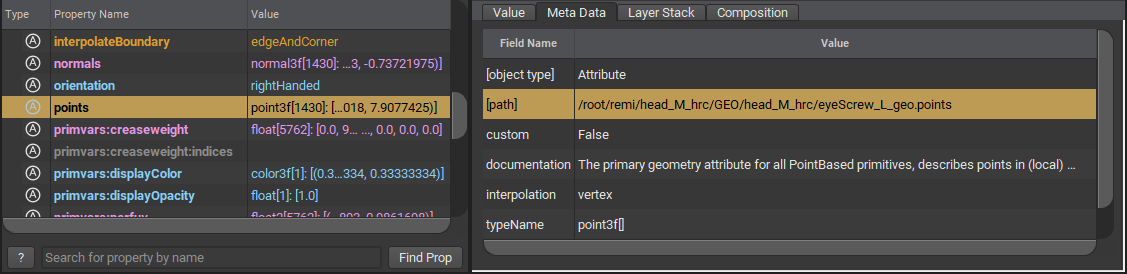 Type Property Name Value
A interpolateBoundary edgeAndCorner
A normals normal3f[1430]: ...3, -0.73721975)]
A orientation rightHanded
A points point3f[1430]: [...018, 7.9077425)]
A primvars:creaseweight float[5762]: [0.0, 9... ..., 0.0, 0.0, 0.0]
A primvars:creaseweight:indices
A primvars:displayColor color3f[1]: [(0.3...334, 0.33333334)]
A primvars:displayOpacity float[1]: [1.0]
? Search for property by name Find Prop
Value Meta Data Layer Stack Composition
Field Name Value
[object type] Attribute
[path] /root/remi/head_M_hrc/GEO/head_M_hrc/eyeScrew_L_geo.points
custom False
documentation The primary geometry attribute for all PointBased primitives, describes points in (local) ...
interpolation vertex
typeName point3f[]